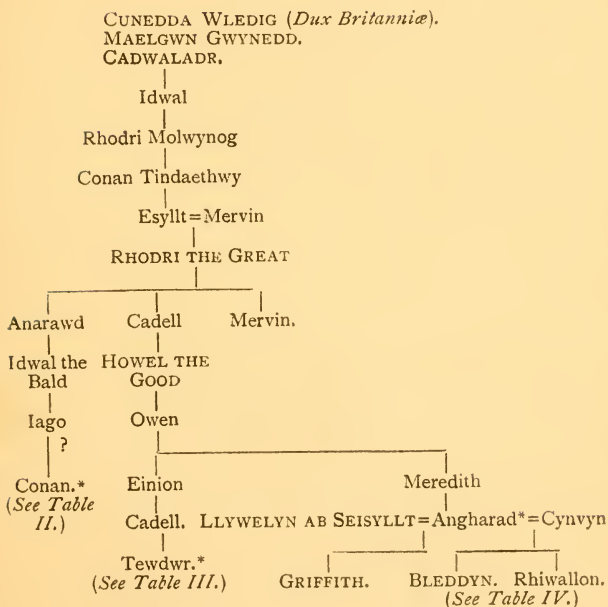 CUNEDDA WLEDIG (Dux Britanniæ).
MAELGWN GWYNEDD.
CADWALADR.
Idwal
Rhodri Molwynog
Conan Tindaethwy
Esyllt=Mervin
RHODRI THE GREAT
Anarawd Cadell Mervin.
Idwal the HOWEL THE
Bald GOOD
Iago Owen
?
Conan.* Einion Meredith
(See Table
II.) Cadell. LLYWELYN AB SEISYLLT=Angharad*=Cynvyn
Tewdwr.*
(See Table III.) GRIFFITH. BLEDDYN. Rhiwallon.
(See Table IV.)